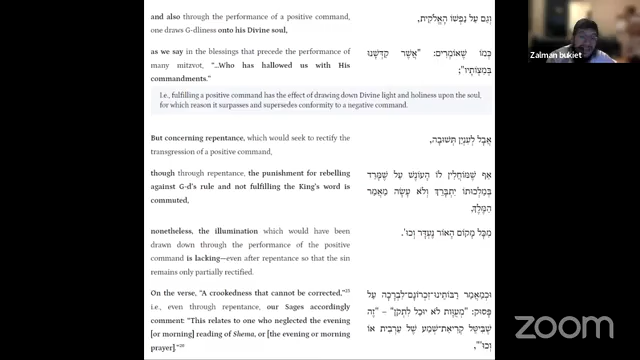 and also through the performance of a positive command,
one draws G-dliness onto his Divine soul,
וְגַם עַל נַפְשׁוֹ הָאֱלֹקִית,
as we say in the blessings that precede the performance of
many mitzvot, "...Who has hallowed us with His
commandments."
כְּמוֹ שֶׁאוֹמְרִים: "אֲשֶׁר קִדְּשָׁנוּ
בְּמִצְוֹתָיו";
I.e., fulfilling a positive command has the effect of drawing down Divine light and holiness upon the soul,
for which reason it surpasses and supersedes conformity to a negative command.
But concerning repentance, which would seek to rectify the
transgression of a positive command,
אֲבָל לְעִנְיַן תְּשׁוּבָה,
though through repentance, the punishment for rebelling
against G-d's rule and not fulfilling the King's word is
commuted,
אַף שֶׁמּוֹחֲלִין לוֹ הָעוֹנֶשׁ עַל שֶׁמָּרַד
בְּמַלְכוּתוֹ יִתְבָּרֵךְ וְלֹא עָשָׂה מַאֲמַר
הַמֶּלֶךְ,
nonetheless, the illumination which would have been
drawn down through the performance of the positive
command is lacking—even after repentance so that the sin
remains only partially rectified.
מִכָּל מָקוֹם הָאוֹר נֶעְדָּר וְכוּ'.
On the verse, "A crookedness that cannot be corrected,"25
i.e., even through repentance, our Sages accordingly
comment: "This relates to one who neglected the evening
[or morning] reading of Shema, or [the evening or morning
prayer]."26
וּכְמַאֲמַר רַבּוֹתֵינוּ־זִכְרוֹנָם־לִבְרָכָה עַל
פָּסוּק: "מְעֻוָּת לֹא יוּכַל לִתְקֹן" – "זֶה
שֶׁבִּיטֵּל קְרִיאַת־שְׁמַע שֶׁל עַרְבִית אוֹ
וְכוּ'",
Zalman bukiet
zoom